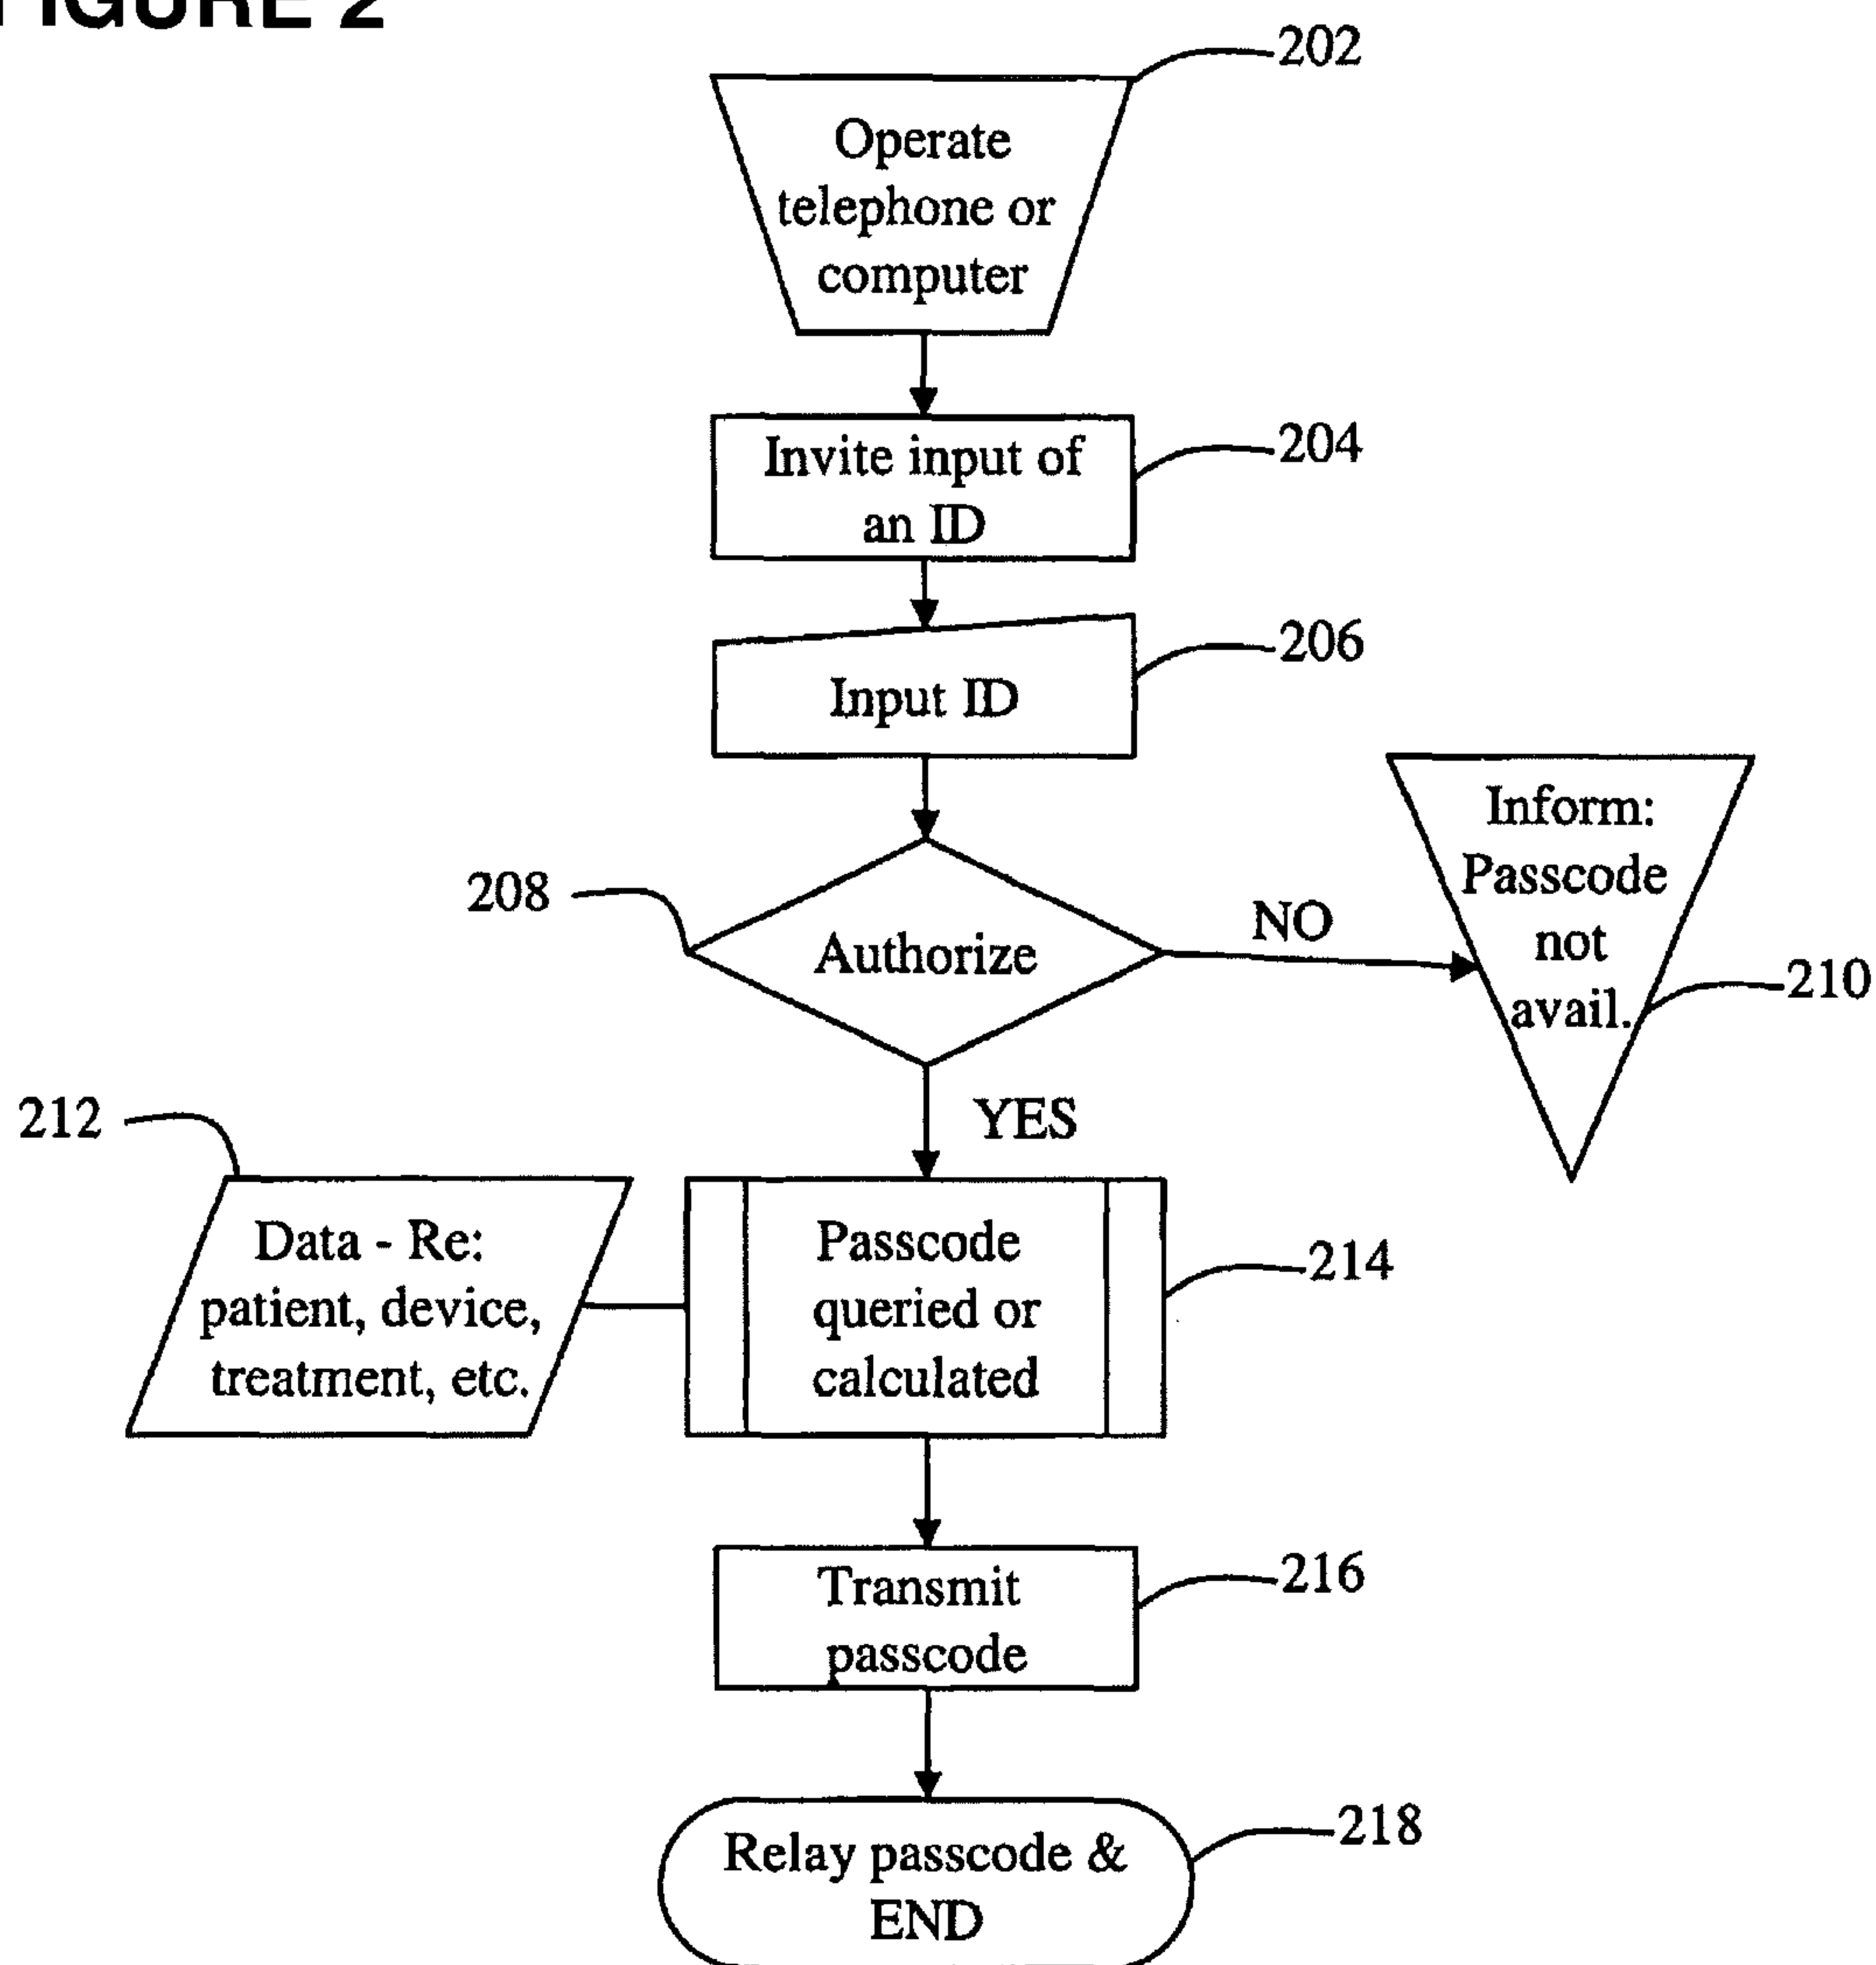 FIGURE 2
202
Operate
telephone or
computer
204
Invite input of
an ID
206
Input ID
208
Authorize
NO
Inform:
Passcode
not
avail.
210
YES
212
Data - Re:
patient, device,
treatment, etc.
Passcode
queried or
calculated
214
Transmit
passcode
216
Relay passcode &
END
218